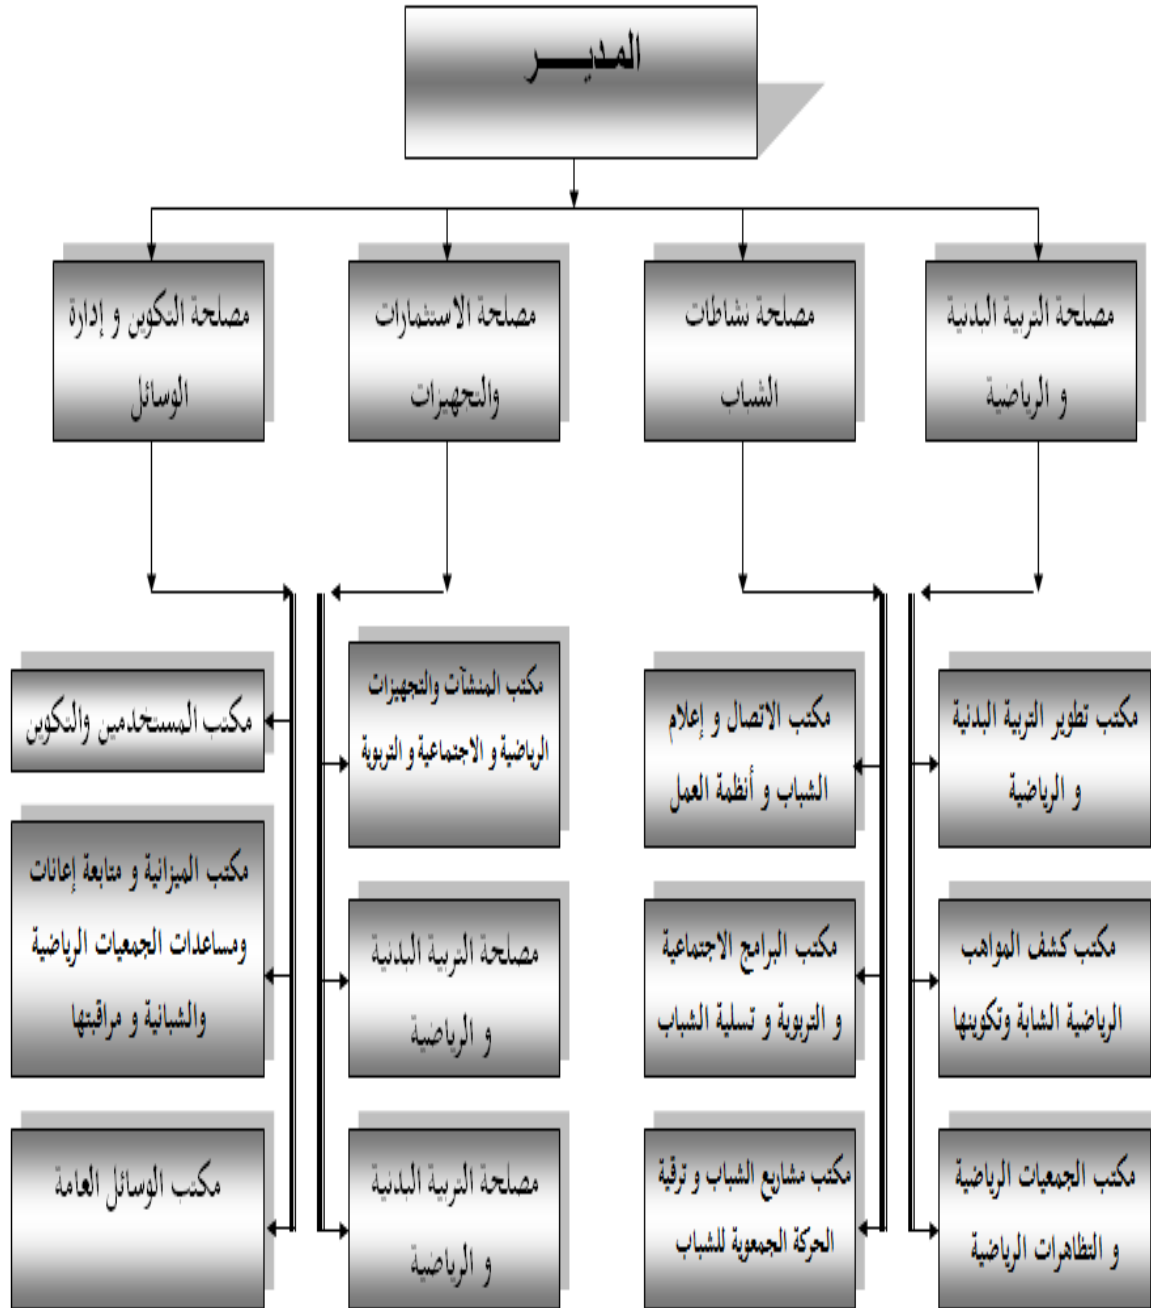 المديـــر
مصلحة التربية البدنية
و الرياضية
مصلحة نشاطات
الشباب
مصلحة الاستثمارات
والتجهيزات
مصلحة التكوين و إدارة
الوسائل
مكتب تطوير التربية البدنية
و الرياضية
مكتب كشف المواهب
الرياضية الشابة وتكوينها
مكتب الجمعيات الرياضية
و التظاهرات الرياضية
مكتب الاتصال و إعلام
الشباب و أنظمة العمل
مكتب البرامج الاجتماعية
و التربوية و تسلية الشباب
مكتب مشاريع الشباب و ترقية
الحركة الجمعوية للشباب
مكتب المنشآت والتجهيزات
الرياضية و الاجتماعية و التربوية
مصلحة التربية البدنية
و الرياضية
مصلحة التربية البدنية
و الرياضية
مكتب المستخدمين والتكوين
مكتب الميزانية و متابعة إعانات
ومساعدات الجمعيات الرياضية
والشبانية و مراقبتها
مكتب الوسائل العامة